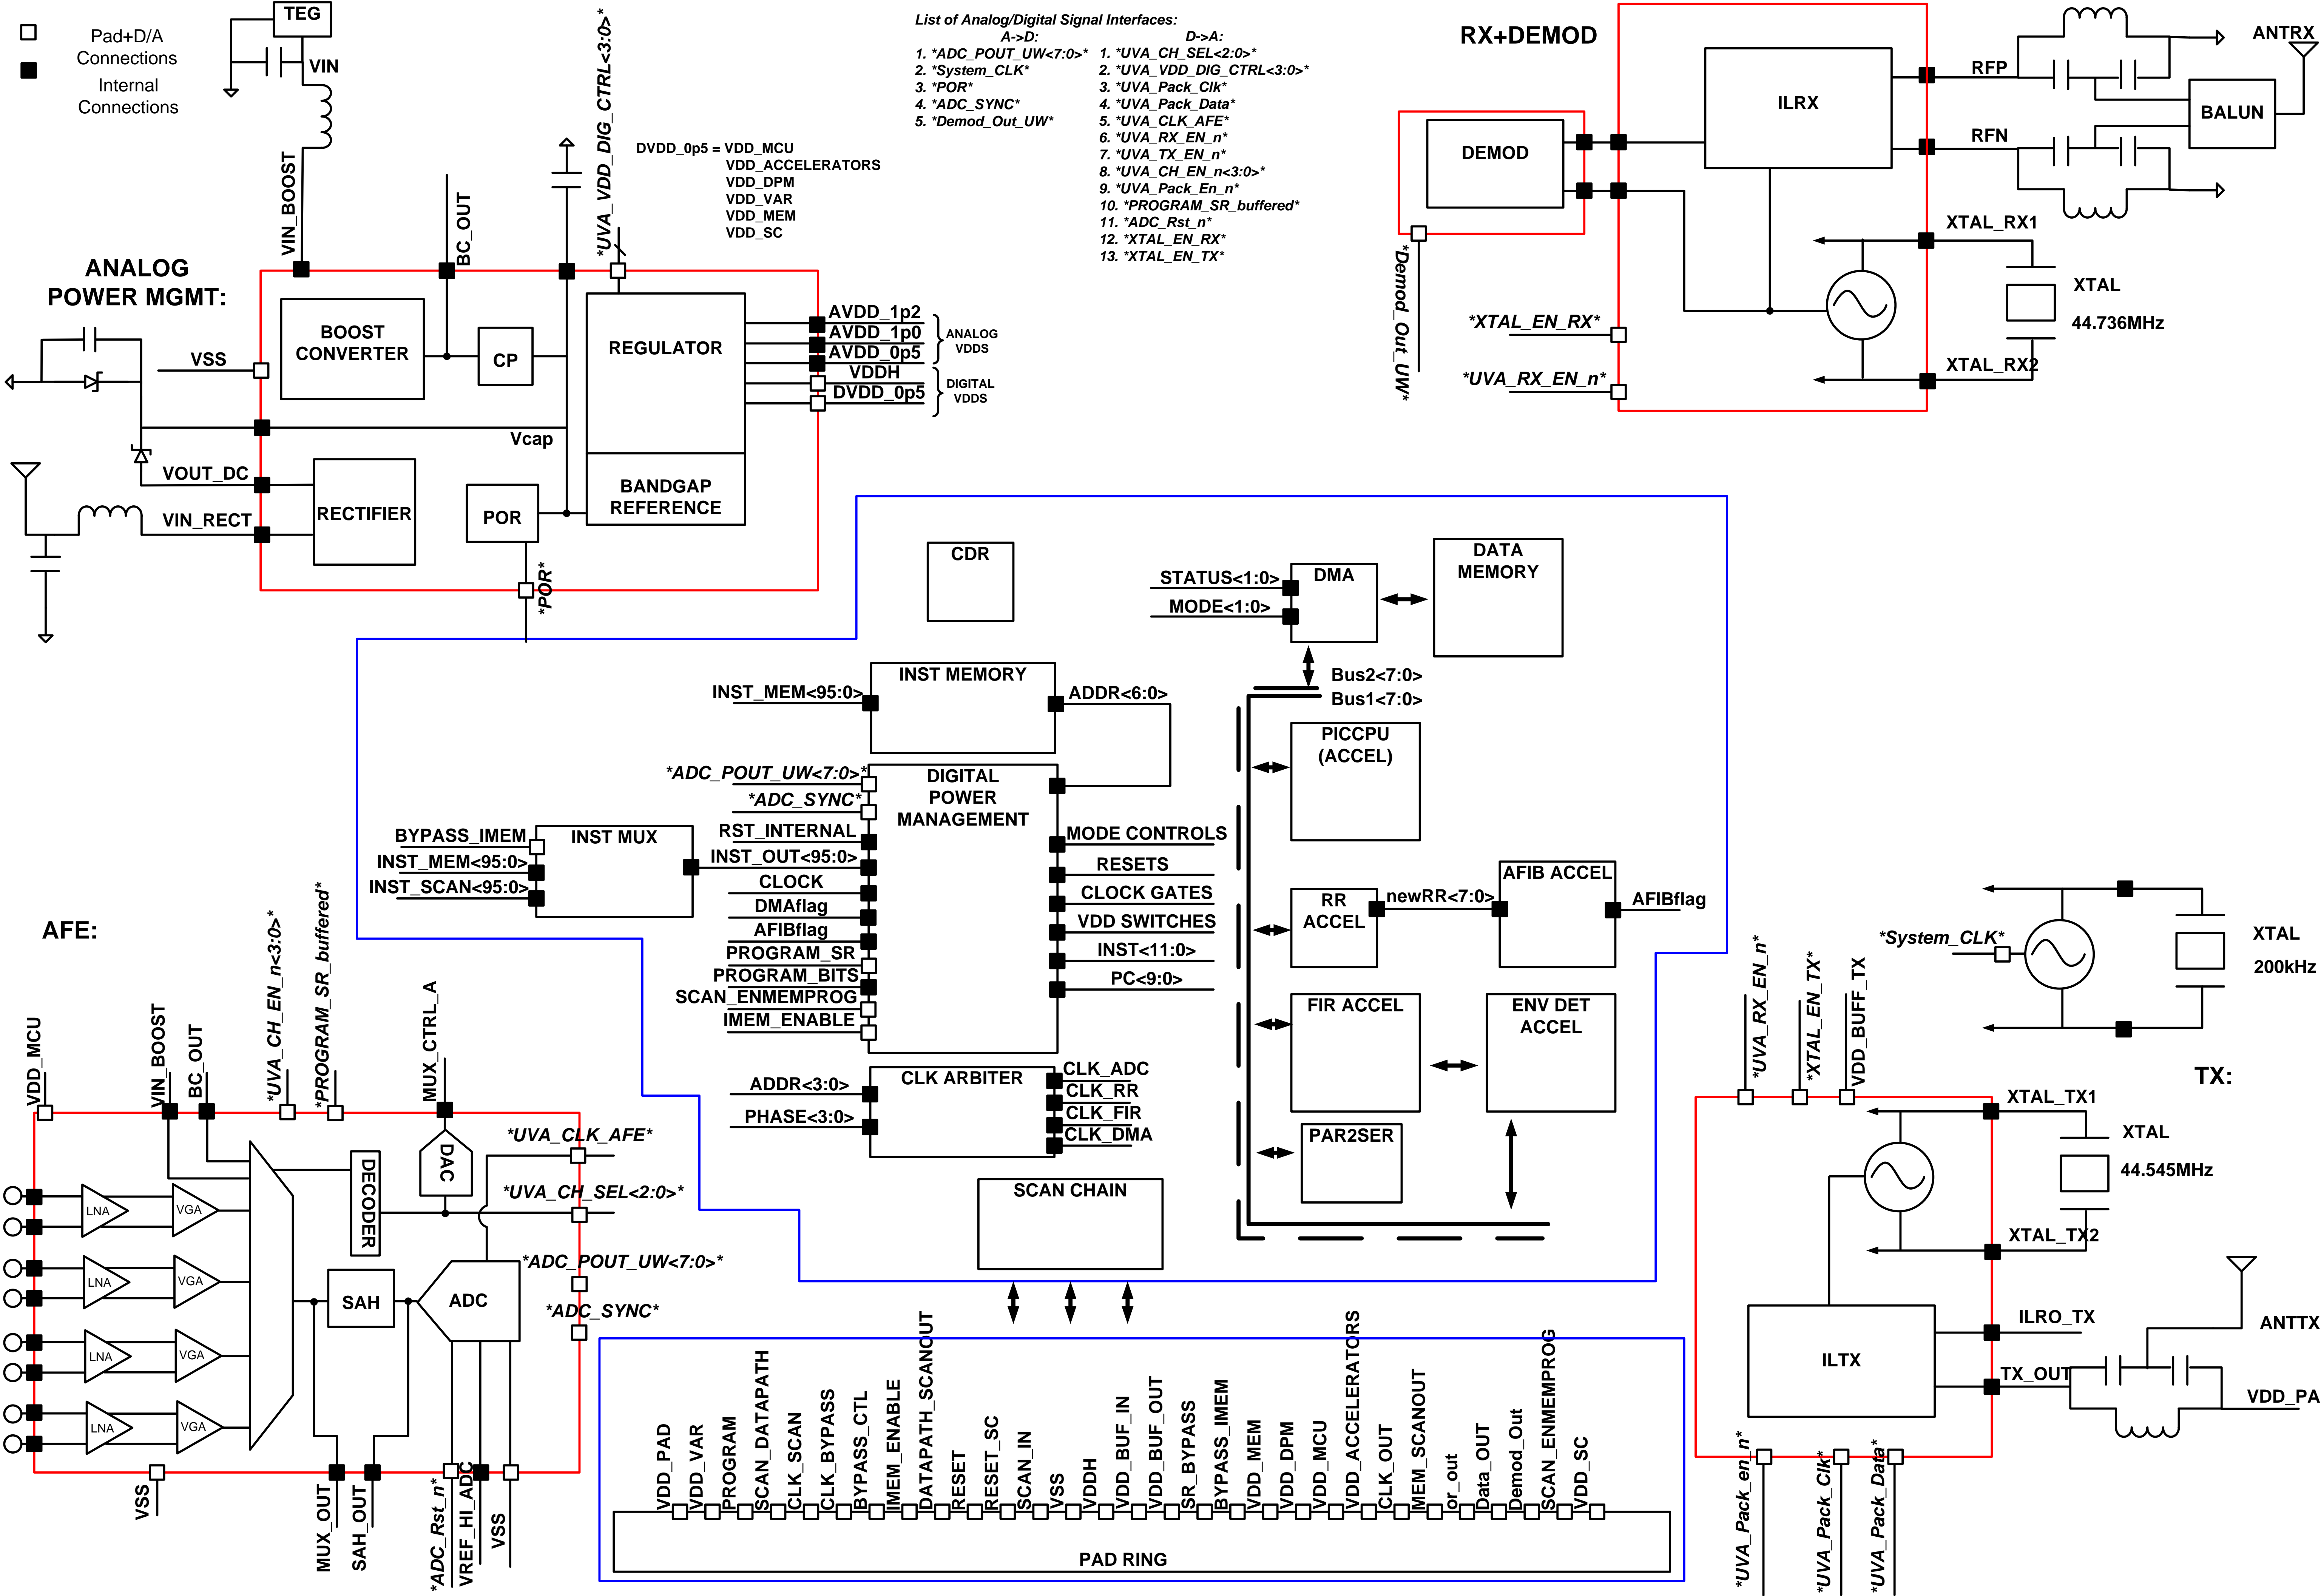 Pad+D/A
Connections
Internal
Connections
TEG
VIN
VIN_BOOST
BC_OUT
*UVA_VDD_DIG_CTRL<3:0>*
DVDD_0p5 = VDD_MCU
VDD_ACCELERATORS
VDD_DPM
VDD_VAR
VDD_MEM
VDD_SC
List of Analog/Digital Signal Interfaces:
A->D:
1. *ADC_POUT_UW<7:0>*
2. *System_CLK*
3. *POR*
4. *ADC_SYNC*
5. *Demod_Out_UW*
D->A:
1. *UVA_CH_SEL<2:0>*
2. *UVA_VDD_DIG_CTRL<3:0>*
3. *UVA_Pack_Clk*
4. *UVA_Pack_Data*
5. *UVA_CLK_AFE*
6. *UVA_RX_EN_n*
7. *UVA_TX_EN_n*
8. *UVA_CH_EN_n<3:0>*
9. *UVA_Pack_En_n*
10. *PROGRAM_SR_buffered*
11. *ADC_Rst_n*
12. *XTAL_EN_RX*
13. *XTAL_EN_TX*
RX+DEMOD
DEMOD
ILRX
RFP
RFN
BALUN
ANTRX
XTAL_RX1
XTAL
44.736MHz
XTAL_RX2
*Demod_Out_UW*
*XTAL_EN_RX*
*UVA_RX_EN_n*
ANALOG
POWER MGMT:
BOOST
CONVERTER
CP
REGULATOR
BANDGAP
REFERENCE
VSS
Vcap
VOUT_DC
VIN_RECT
RECTIFIER
POR
*POR*
AVDD_1p2
AVDD_1p0
AVDD_0p5
VDDH
DVDD_0p5
ANALOG
VDDS
DIGITAL
VDDS
CDR
STATUS<1:0>
MODE<1:0>
DMA
DATA
MEMORY
Bus2<7:0>
Bus1<7:0>
INST MEMORY
INST_MEM<95:0>
ADDR<6:0>
PICCPU
(ACCEL)
DIGITAL
POWER
MANAGEMENT
*ADC_POUT_UW<7:0>*
*ADC_SYNC*
RST_INTERNAL
INST_OUT<95:0>
CLOCK
DMAflag
AFIBflag
PROGRAM_SR
PROGRAM_BITS
SCAN_ENMEMPROG
IMEM_ENABLE
MODE CONTROLS
RESETS
CLOCK GATES
VDD SWITCHES
INST<11:0>
PC<9:0>
INST MUX
BYPASS_IMEM
INST_MEM<95:0>
INST_SCAN<95:0>
RR
ACCEL
newRR<7:0>
AFIB ACCEL
AFIBflag
FIR ACCEL
ENV DET
ACCEL
PAR2SER
CLK ARBITER
ADDR<3:0>
PHASE<3:0>
CLK_ADC
CLK_RR
CLK_FIR
CLK_DMA
SCAN CHAIN
AFE:
VDD_MCU
VIN_BOOST
BC_OUT
*UVA_CH_EN_n<3:0>*
*PROGRAM_SR_buffered*
MUX_CTRL_A
DAC
DECODER
*UVA_CLK_AFE*
*UVA_CH_SEL<2:0>*
*ADC_POUT_UW<7:0>*
*ADC_SYNC*
LNA
VGA
LNA
VGA
LNA
VGA
LNA
VGA
SAH
ADC
VSS
MUX_OUT
SAH_OUT
*ADC_Rst_n*
VREF_HI_ADC
VSS
VDD_PAD
VDD_VAR
PROGRAM
SCAN_DATAPATH
CLK_SCAN
CLK_BYPASS
BYPASS_CTL
IMEM_ENABLE
DATAPATH_SCANOUT
RESET
RESET_SC
SCAN_IN
VSS
VDDH
VDD_BUF_IN
VDD_BUF_OUT
SR_BYPASS
BYPASS_IMEM
VDD_MEM
VDD_DPM
VDD_MCU
VDD_ACCELERATORS
CLK_OUT
MEM_SCANOUT
or_out
Data_OUT
Demod_Out
SCAN_ENMEMPROG
VDD_SC
PAD RING
*System_CLK*
XTAL
200kHz
TX:
*UVA_RX_EN_n*
*XTAL_EN_TX*
VDD_BUFF_TX
XTAL_TX1
XTAL
44.545MHz
XTAL_TX2
ILTX
ILRO_TX
TX_OUT
ANTTX
VDD_PA
*UVA_Pack_en_n*
*UVA_Pack_Clk*
*UVA_Pack_Data*